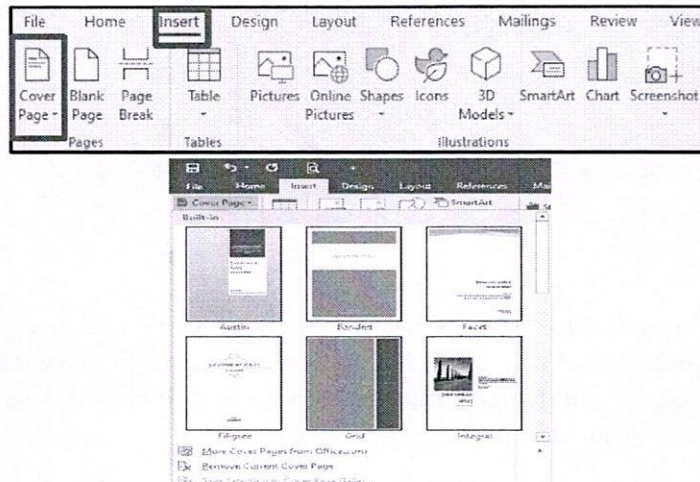 File Home Insert Design Layout References Mailings Review View
Cover Page Blank Page Page Break Table Pictures Online Pictures Shapes Icons 3D Models SmartArt Chart Screenshot
Pages Tables Illustrations
File Home Insert Design Layout References Mai
Cover Page SmartArt
Built-in
Austin Banded Facet
Filigree Grid Integral
More Cover Pages from Office.com
Remove Current Cover Page